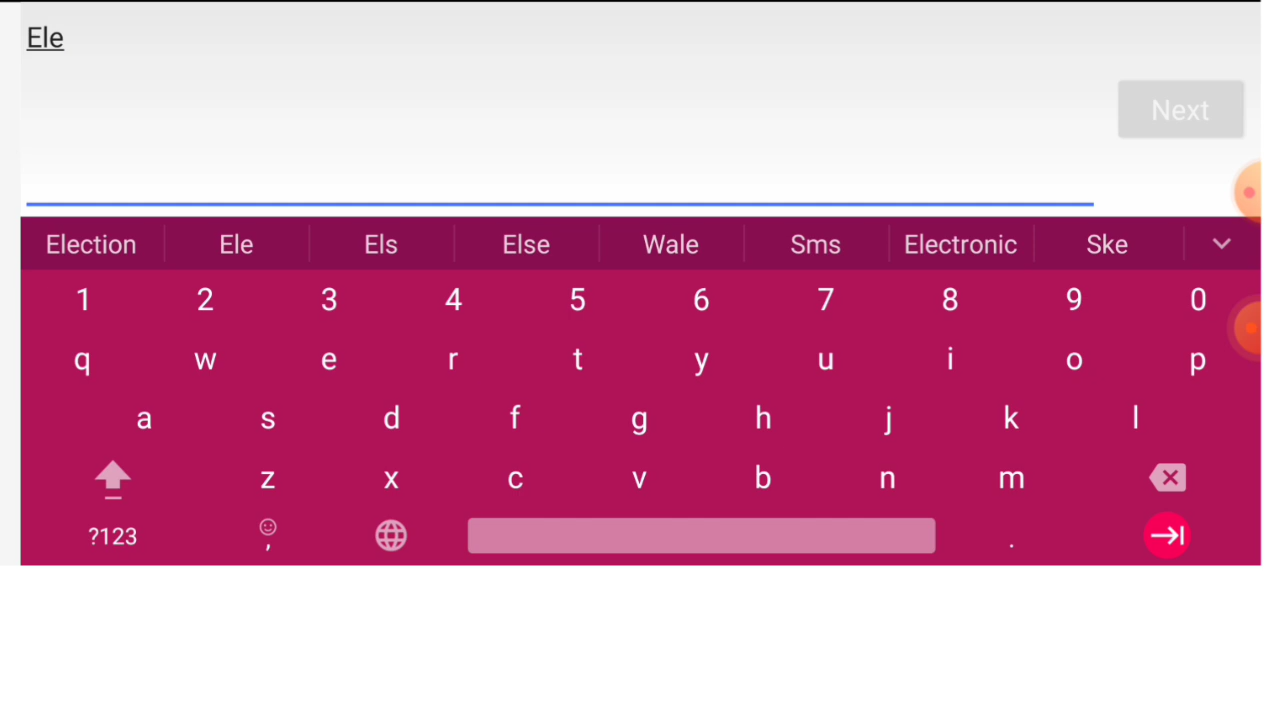 Ele
Next
Election Ele Els Else Wale Sms Electronic Ske
1 2 3 4 5 6 7 8 9 0
q w e r t y u i o p
a s d f g h j k l
z x c v b n m
?123 , .